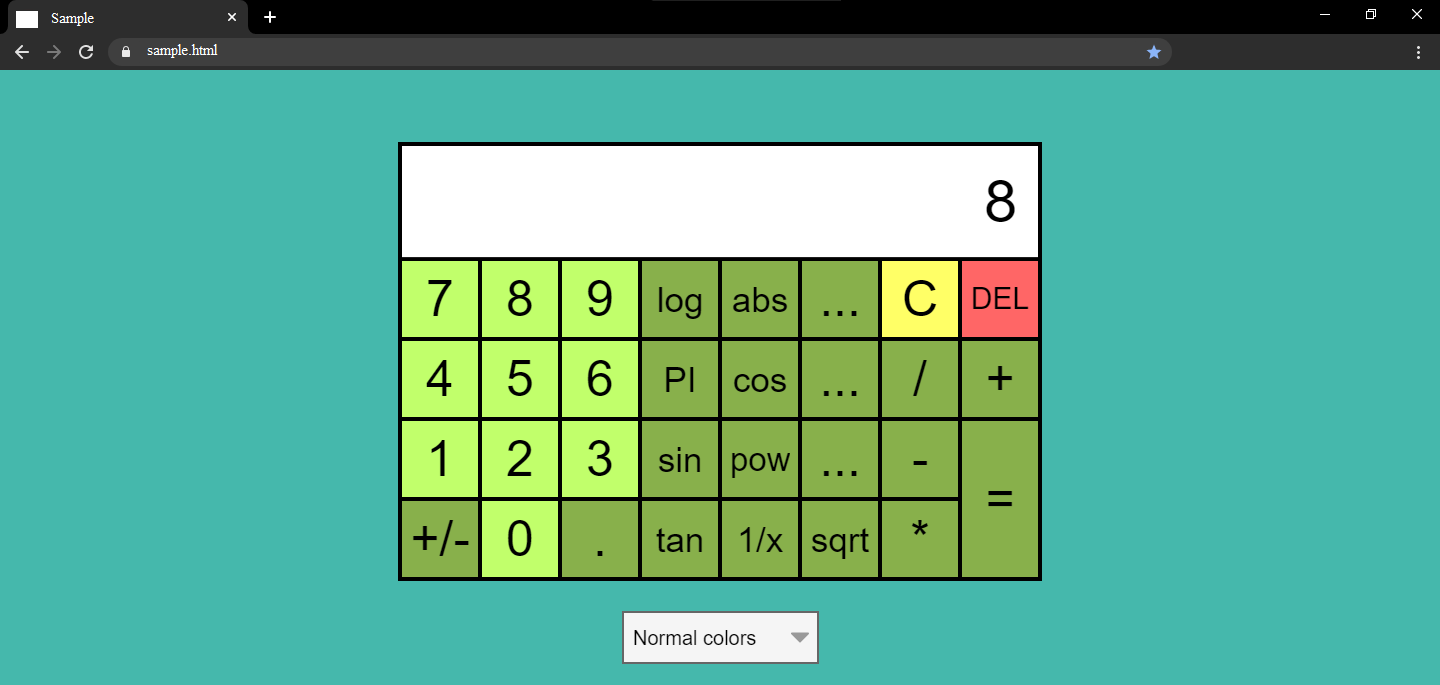 Sample
sample.html
8
7 8 9 log abs ... C DEL
4 5 6 PI cos ... / +
1 2 3 sin pow ... - =
+/- 0 . tan 1/x sqrt *
Normal colors